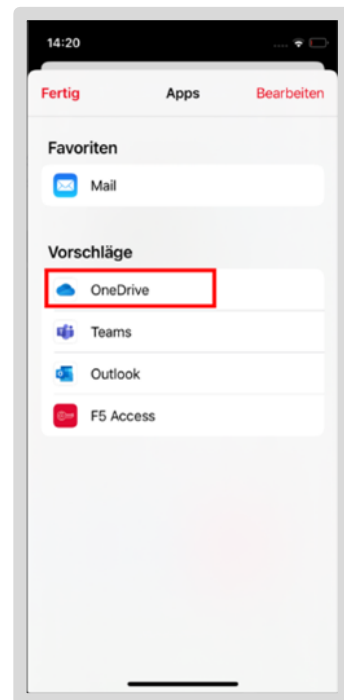 14:20
Fertig Apps Bearbeiten
Favoriten
Mail
Vorschläge
OneDrive
Teams
Outlook
F5 Access